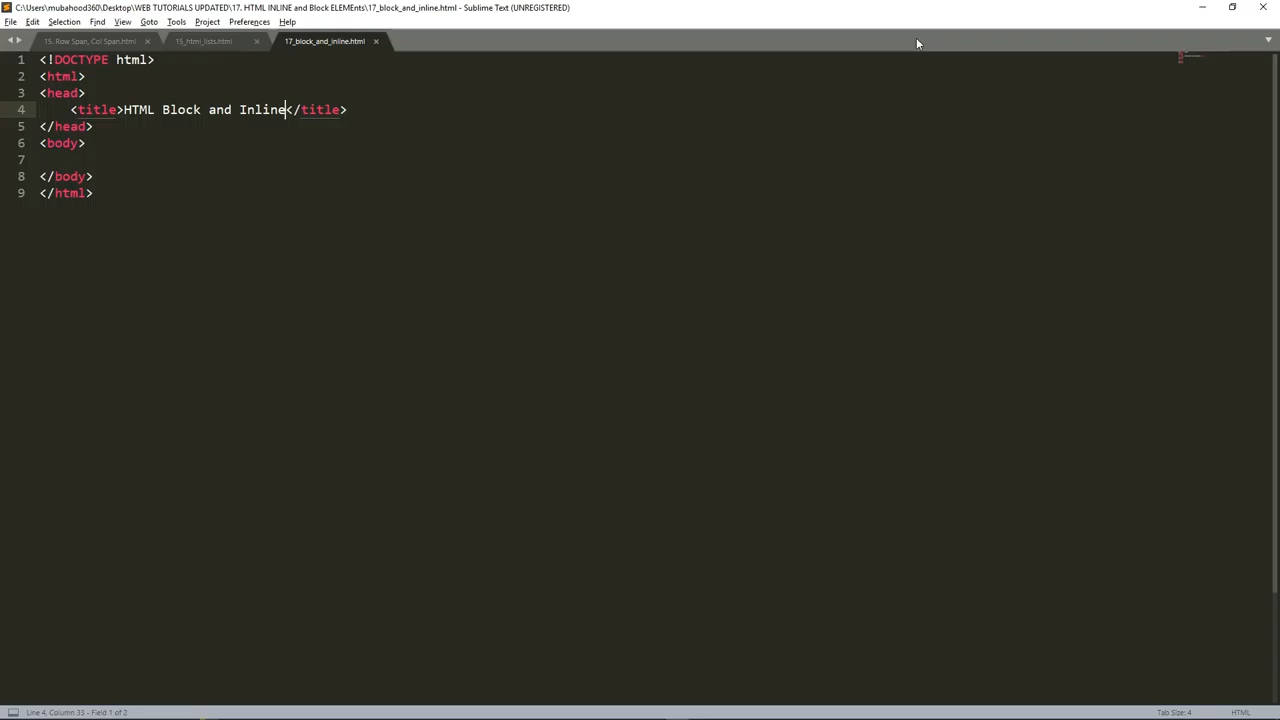 C:\Users\mubahood360\Desktop\WEB TUTORIALS UPDATED\17. HTML INLINE and Block ELEMEnts\17_block_and_inline.html - Sublime Text (UNREGISTERED)
File Edit Selection Find View Goto Tools Project Preferences Help
15. Row Span, Col Span.html 15_html_lists.html 17_block_and_inline.html
1 <!DOCTYPE html>
2 <html>
3 <head>
4 <title>HTML Block and Inline</title>
5 </head>
6 <body>
7
8 </body>
9 </html>
Line 4, Column 35 - Field 1 of 2 Tab Size: 4 HTML